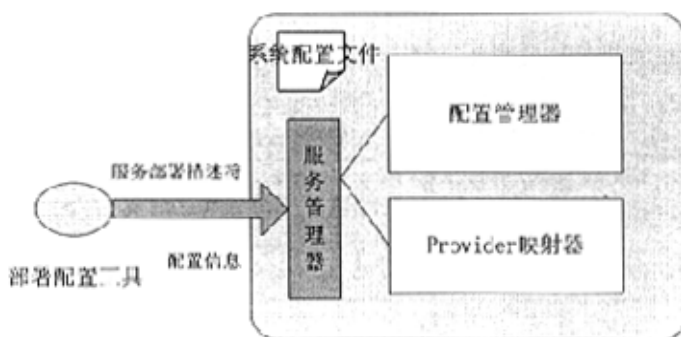 系统配置文件
配置管理器
服务部署描述符
服务管理器
Provider映射器
配置信息
部署配置工具